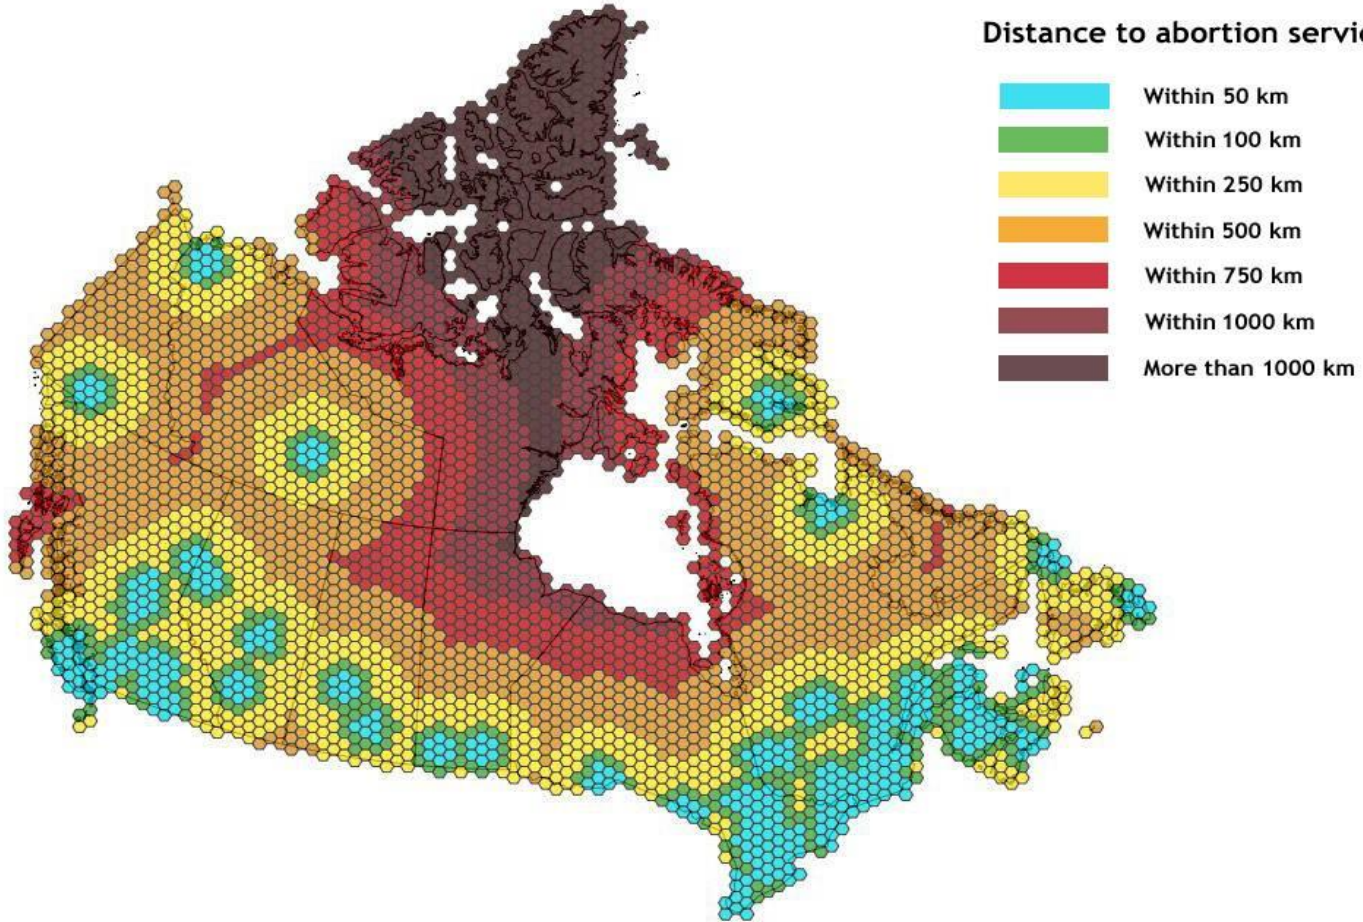 Distance to abortion servi
Within 50 km
Within 100 km
Within 250 km
Within 500 km
Within 750 km
Within 1000 km
More than 1000 km